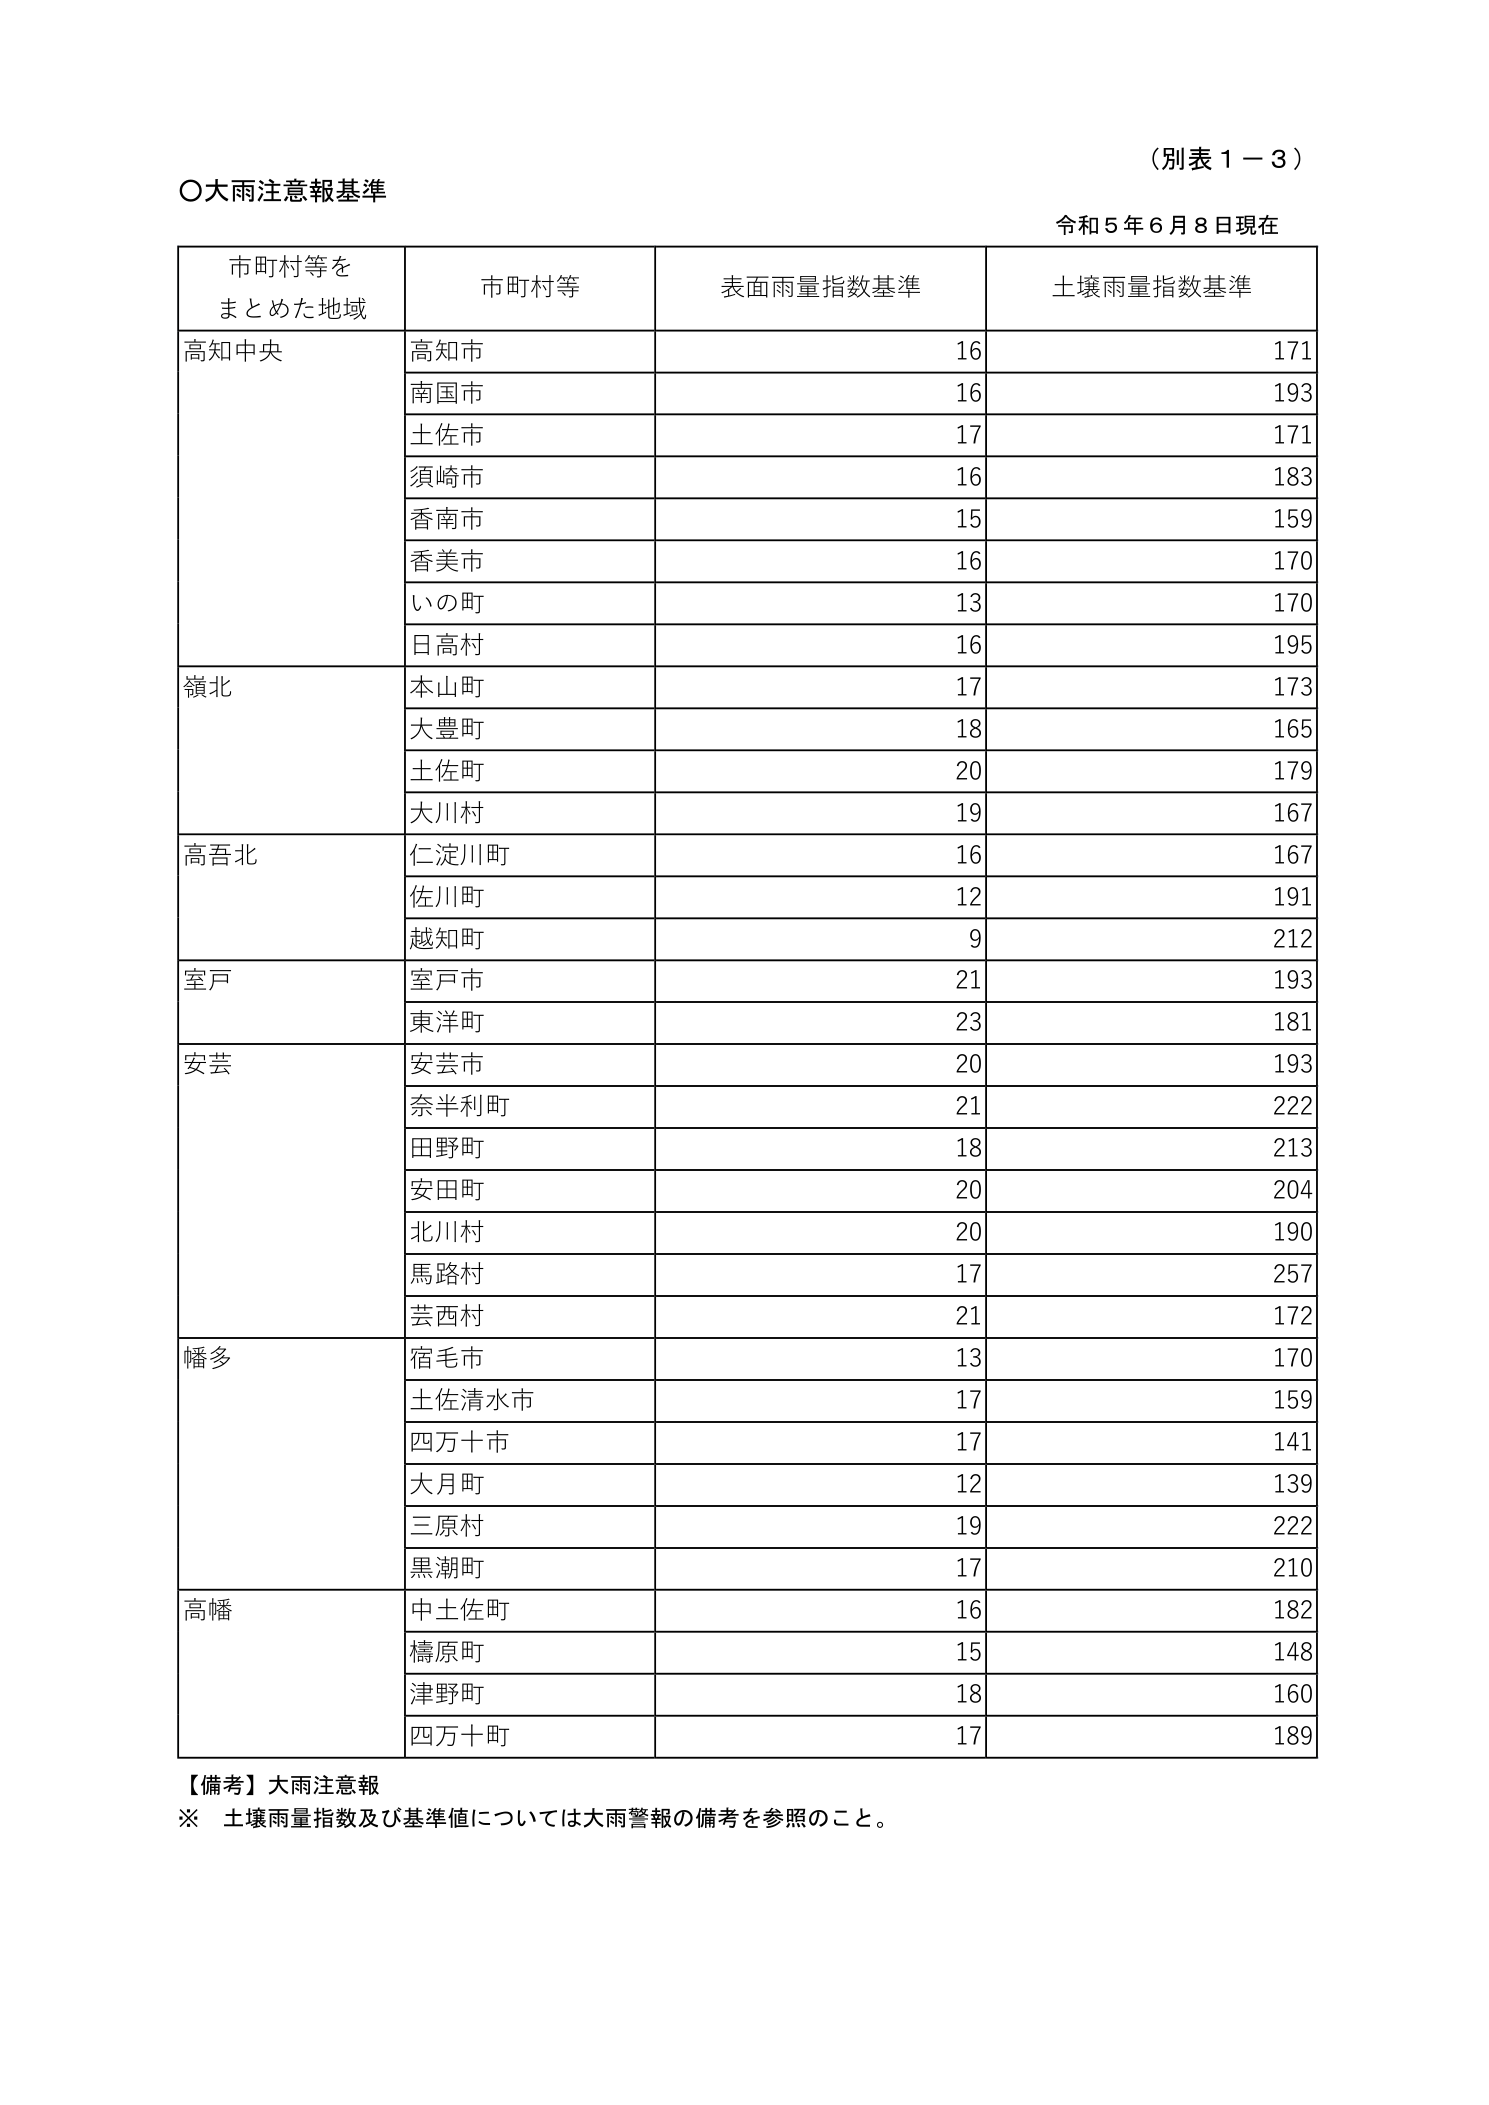 （別表１－３）
〇大雨注意報基準
令和５年６月８日現在
市町村等を
まとめた地域 市町村等 表面雨量指数基準 土壌雨量指数基準
高知中央 高知市 16 171
南国市 16 193
土佐市 17 171
須崎市 16 183
香南市 15 159
香美市 16 170
いの町 13 170
日高村 16 195
嶺北 本山町 17 173
大豊町 18 165
土佐町 20 179
大川村 19 167
高吾北 仁淀川町 16 167
佐川町 12 191
越知町 9 212
室戸 室戸市 21 193
東洋町 23 181
安芸 安芸市 20 193
奈半利町 21 222
田野町 18 213
安田町 20 204
北川村 20 190
馬路村 17 257
芸西村 21 172
幡多 宿毛市 13 170
土佐清水市 17 159
四万十市 17 141
大月町 12 139
三原村 19 222
黒潮町 17 210
高幡 中土佐町 16 182
檮原町 15 148
津野町 18 160
四万十町 17 189
【備考】大雨注意報
※　土壌雨量指数及び基準値については大雨警報の備考を参照のこと。